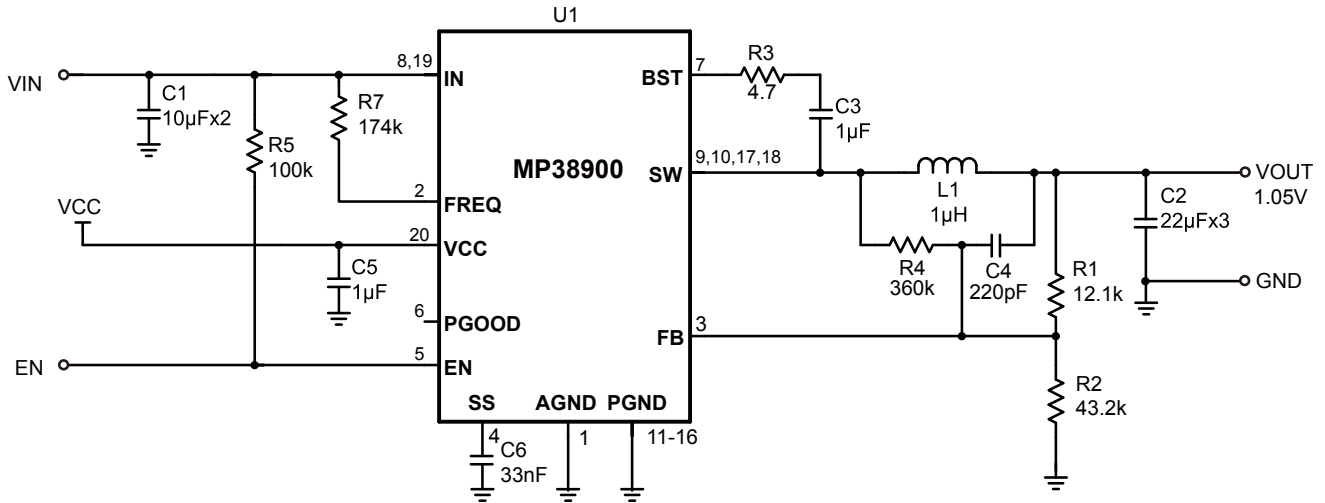 U1
VIN
C1
10µFx2
R5
100k
R7
174k
8,19
IN
2
FREQ
VCC
20
VCC
C5
1µF
6
PGOOD
EN
5
EN
MP38900
SS
AGND
PGND
4
1
11-16
C6
33nF
7
BST
R3
4.7
C3
1µF
9,10,17,18
SW
L1
1µH
R4
360k
C4
220pF
R1
12.1k
C2
22µFx3
VOUT
1.05V
GND
3
FB
R2
43.2k